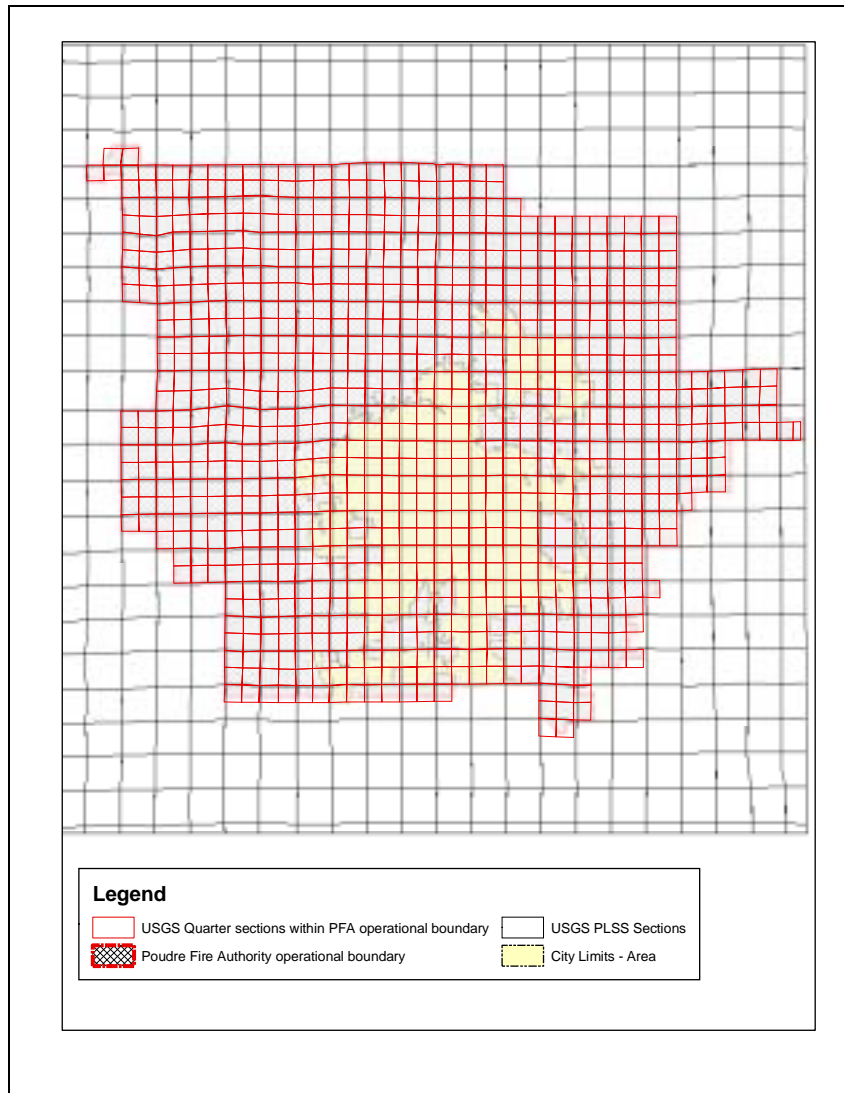 Legend
USGS Quarter sections within PFA operational boundary
USGS PLSS Sections
Poudre Fire Authority operational boundary
City Limits - Area